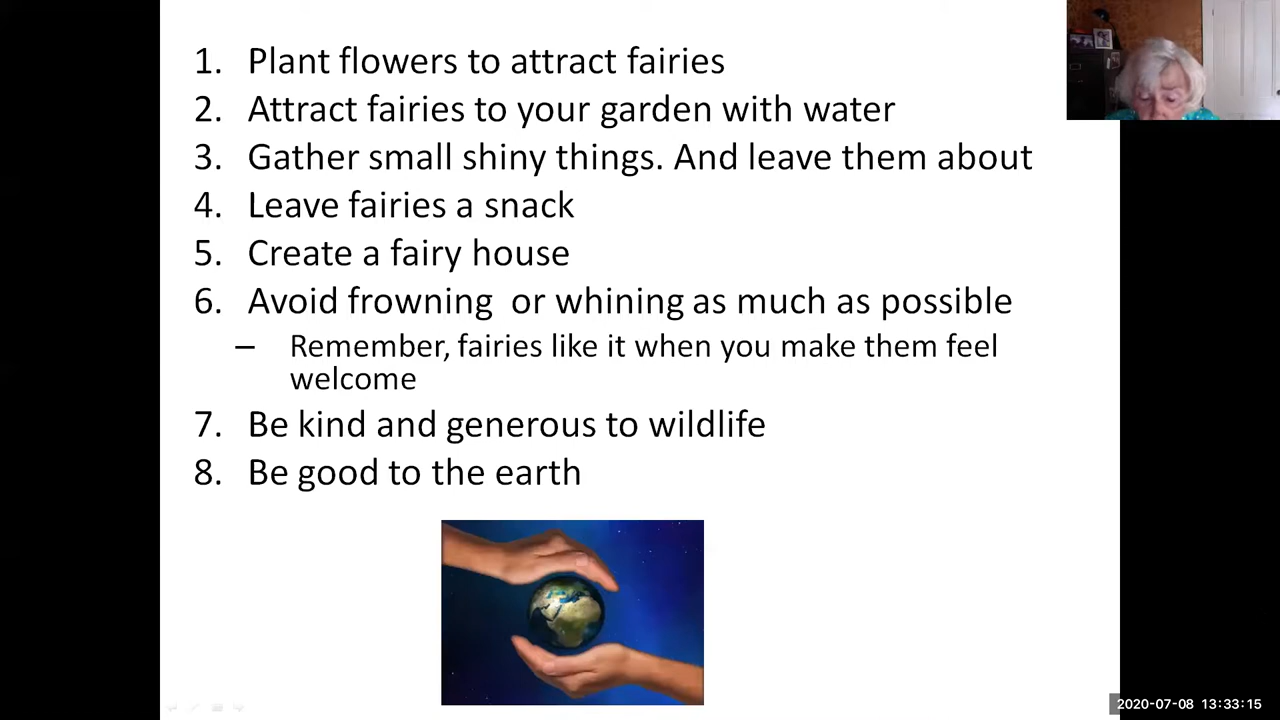 1. Plant flowers to attract fairies
2. Attract fairies to your garden with water
3. Gather small shiny things. And leave them about
4. Leave fairies a snack
5. Create a fairy house
6. Avoid frowning  or whining as much as possible
– Remember, fairies like it when you make them feel
welcome
7. Be kind and generous to wildlife
8. Be good to the earth
2020-07-08 13:33:15